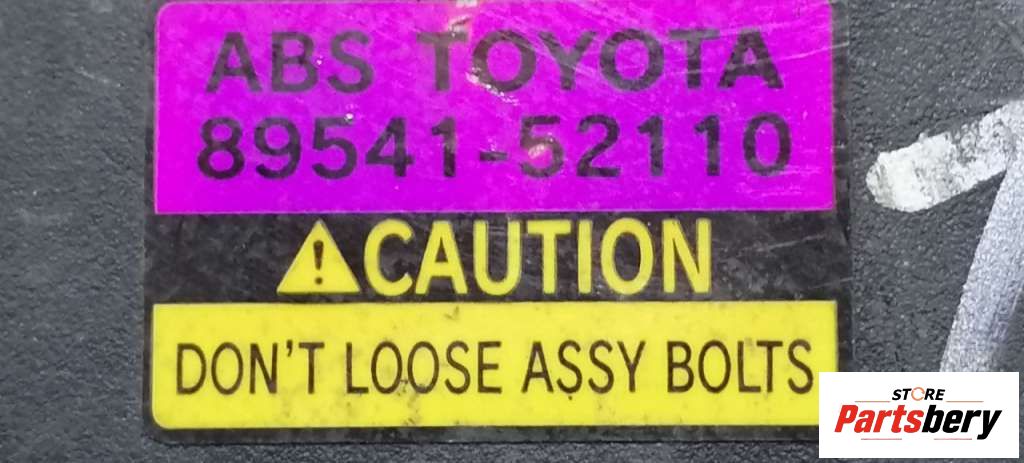 ABS TOYOTA
89541-52110
CAUTION
DON'T LOOSE ASSY BOLTS
STORE
Partsbery